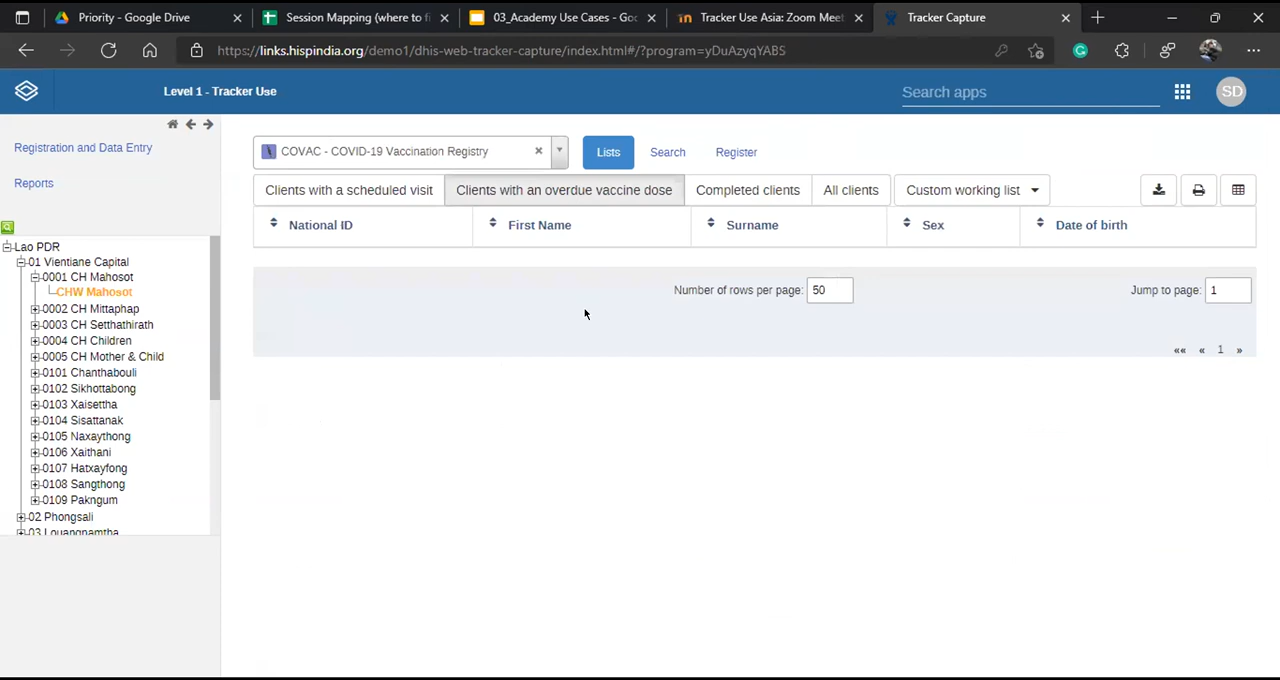 Priority - Google Drive
Session Mapping (where to fi
03_Academy Use Cases - Goo
Tracker Use Asia: Zoom Meet
Tracker Capture
https://links.hispindia.org/demo1/dhis-web-tracker-capture/index.html#/?program=yDuAzyqYABS
Level 1 - Tracker Use
Search apps
SD
Registration and Data Entry
Reports
COVAC - COVID-19 Vaccination Registry
Lists
Search
Register
Clients with a scheduled visit
Clients with an overdue vaccine dose
Completed clients
All clients
Custom working list
National ID
First Name
Surname
Sex
Date of birth
Number of rows per page: 50
Jump to page: 1
«« « 1 »
Lao PDR
01 Vientiane Capital
0001 CH Mahosot
CHW Mahosot
0002 CH Mittaphap
0003 CH Setthathirath
0004 CH Children
0005 CH Mother & Child
0101 Chanthabouli
0102 Sikhottabong
0103 Xaisettha
0104 Sisattanak
0105 Naxaythong
0106 Xaithani
0107 Hatxayfong
0108 Sangthong
0109 Pakngum
02 Phongsali
03 Louangnamtha